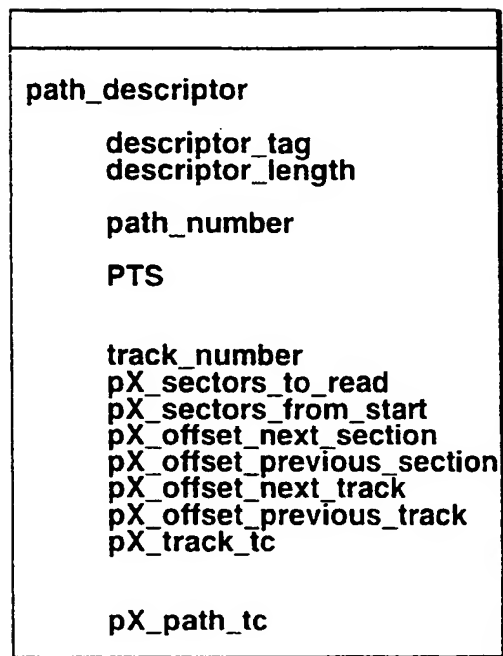 path_descriptor
descriptor_tag
descriptor_length
path_number
PTS
track_number
pX_sectors_to_read
pX_sectors_from_start
pX_offset_next_section
pX_offset_previous_section
pX_offset_next_track
pX_offset_previous_track
pX_track_tc
pX_path_tc